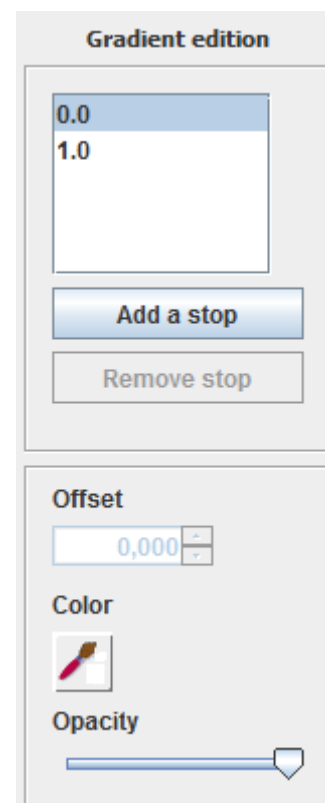 Gradient edition
0.0
1.0
Add a stop
Remove stop
Offset
0,000
Color
Opacity